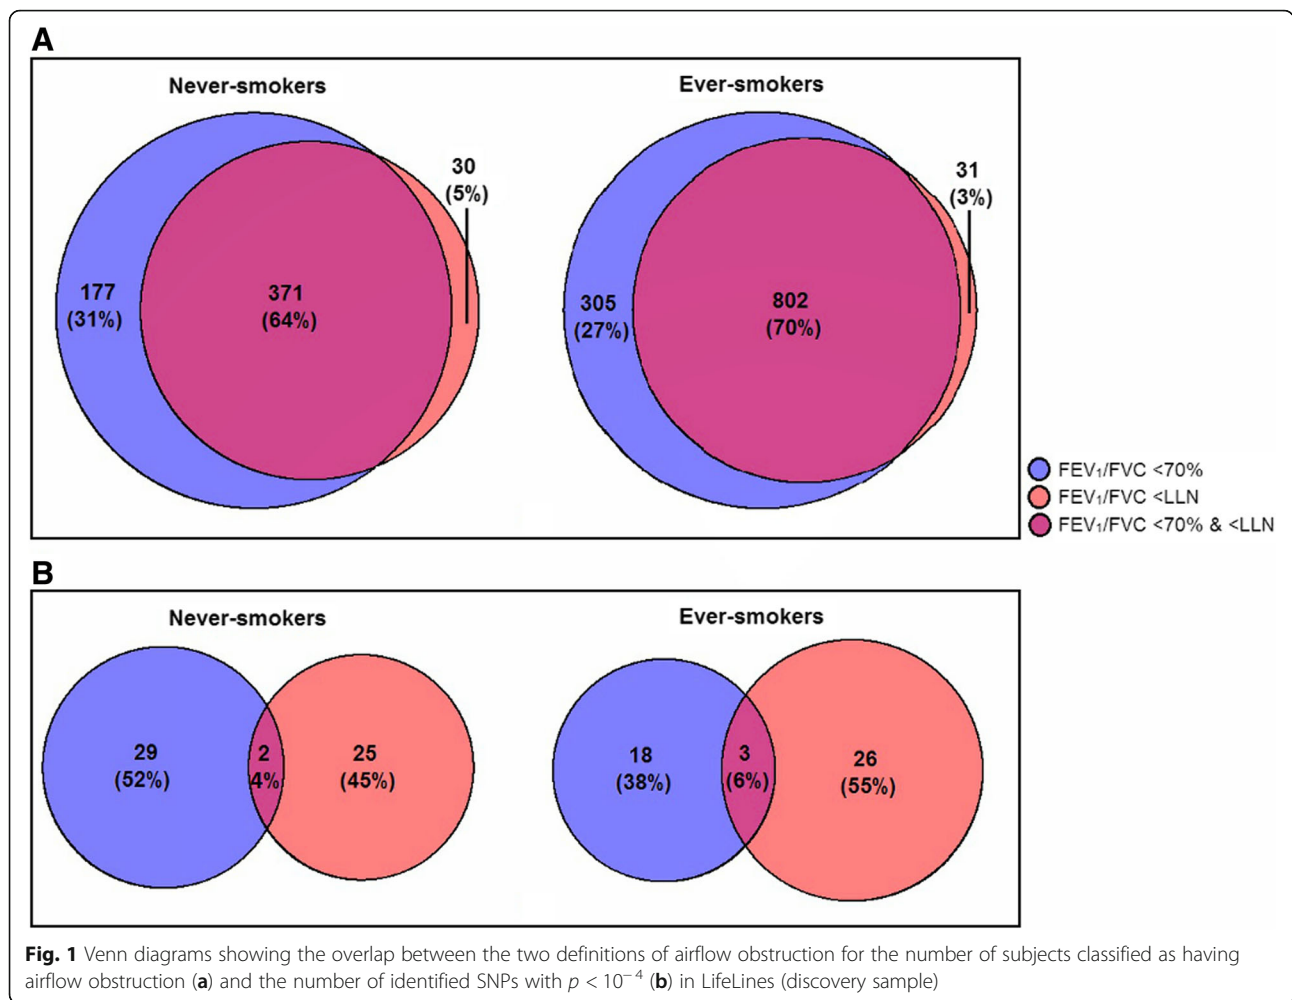 A
Never-smokers
Ever-smokers
30
(5%)
31
(3%)
177
(31%)
371
(64%)
305
(27%)
802
(70%)
FEV₁/FVC <70%
FEV₁/FVC <LLN
FEV₁/FVC <70% & <LLN
B
Never-smokers
Ever-smokers
29
(52%)
2
4%
25
(45%)
18
(38%)
3
(6%)
26
(55%)
Fig. 1 Venn diagrams showing the overlap between the two definitions of airflow obstruction for the number of subjects classified as having
airflow obstruction (a) and the number of identified SNPs with p < 10⁻⁴ (b) in LifeLines (discovery sample)